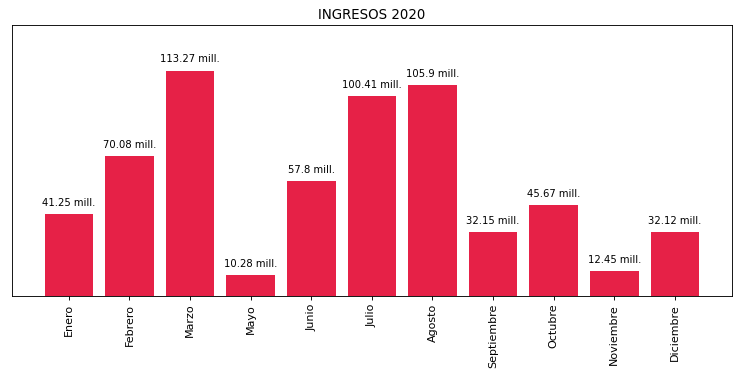 INGRESOS 2020
41.25 mill.
70.08 mill.
113.27 mill.
10.28 mill.
57.8 mill.
100.41 mill.
105.9 mill.
32.15 mill.
45.67 mill.
12.45 mill.
32.12 mill.
Enero
Febrero
Marzo
Mayo
Junio
Julio
Agosto
Septiembre
Octubre
Noviembre
Diciembre